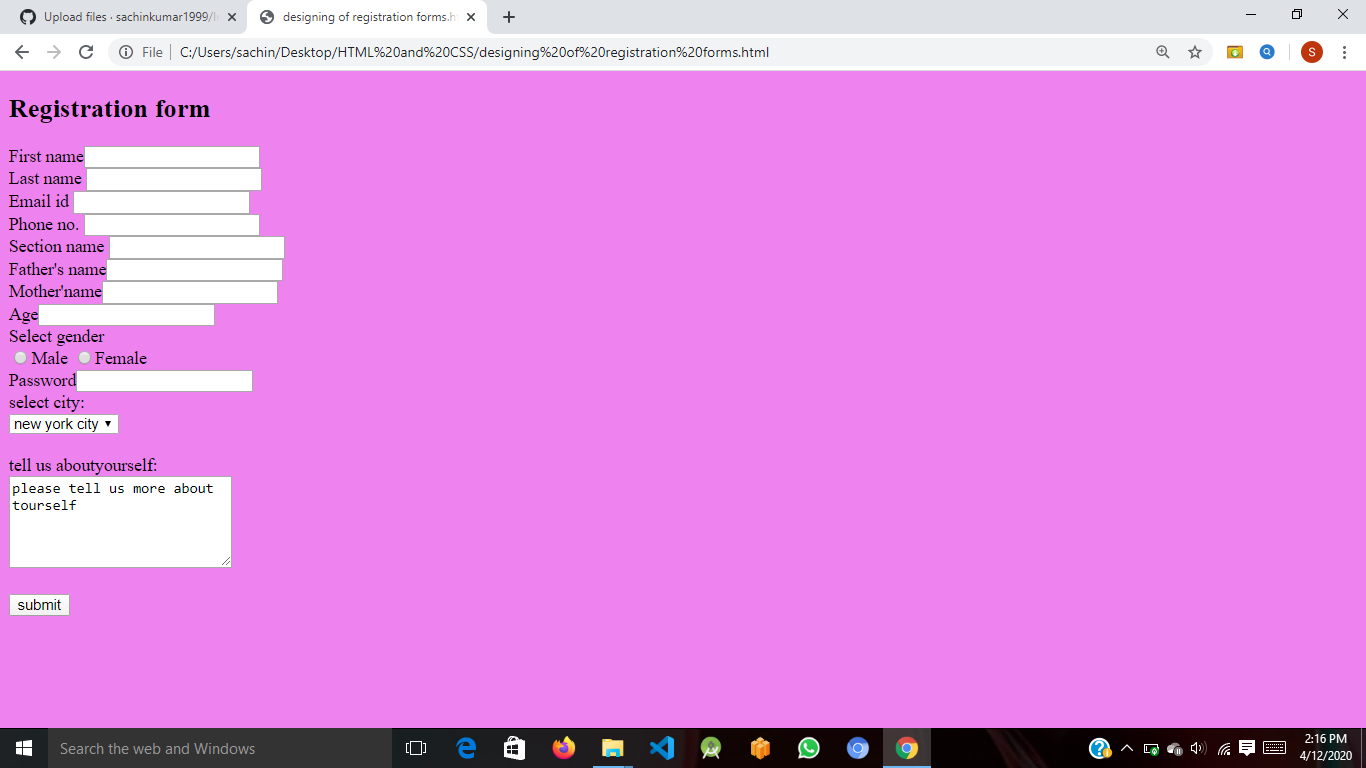 Upload files · sachinkumar1999/
designing of registration forms.h
File
C:/Users/sachin/Desktop/HTML%20and%20CSS/designing%20of%20registration%20forms.html
S
Registration form
First name
Last name
Email id
Phone no.
Section name
Father's name
Mother'name
Age
Select gender
Male Female
Password
select city:
new york city
tell us aboutyourself:
please tell us more about
tourself
submit
Search the web and Windows
2:16 PM
4/12/2020